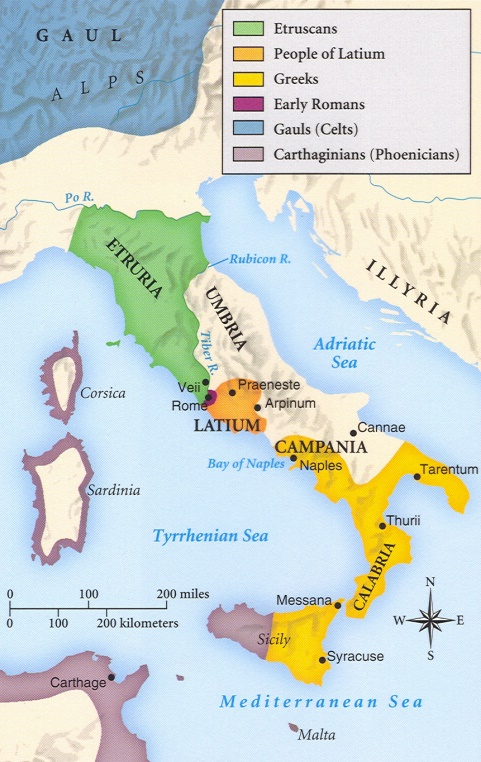 GAUL
ALPS
Etruscans
People of Latium
Greeks
Early Romans
Gauls (Celts)
Carthaginians (Phoenicians)
Po R.
ETRURIA
Rubicon R.
ILLYRIA
UMBRIA
Adriatic
Sea
Tiber R.
Corsica
Veii
Praeneste
Rome
Arpinum
LATIUM
Cannae
CAMPANIA
Bay of Naples
Naples
Tarentum
Sardinia
Thurii
Tyrrhenian Sea
CALABRIA
0 100 200 miles
0 100 200 kilometers
Messana
N
W E
S
Sicily
Syracuse
Carthage
Mediterranean Sea
Malta